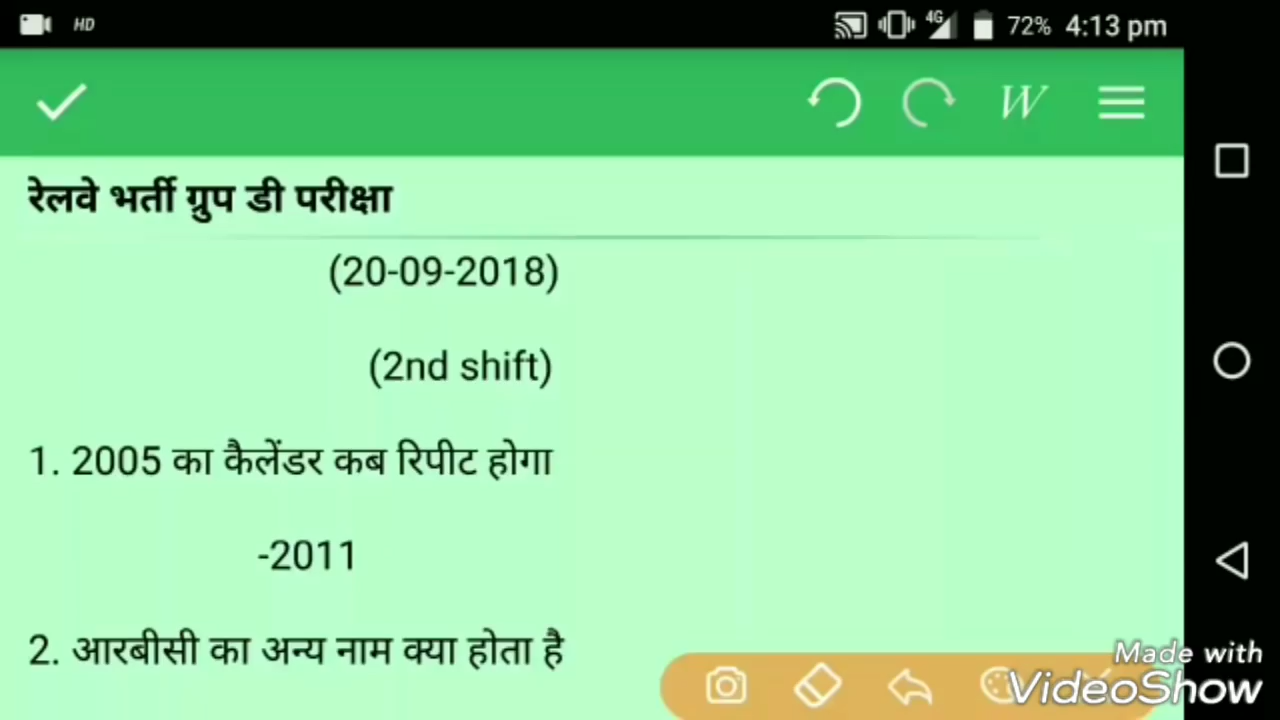 HD 4G 72% 4:13 pm
W
रेलवे भर्ती ग्रुप डी परीक्षा
(20-09-2018)
(2nd shift)
1. 2005 का कैलेंडर कब रिपीट होगा
-2011
2. आरबीसी का अन्य नाम क्या होता है
Made with
VideoShow